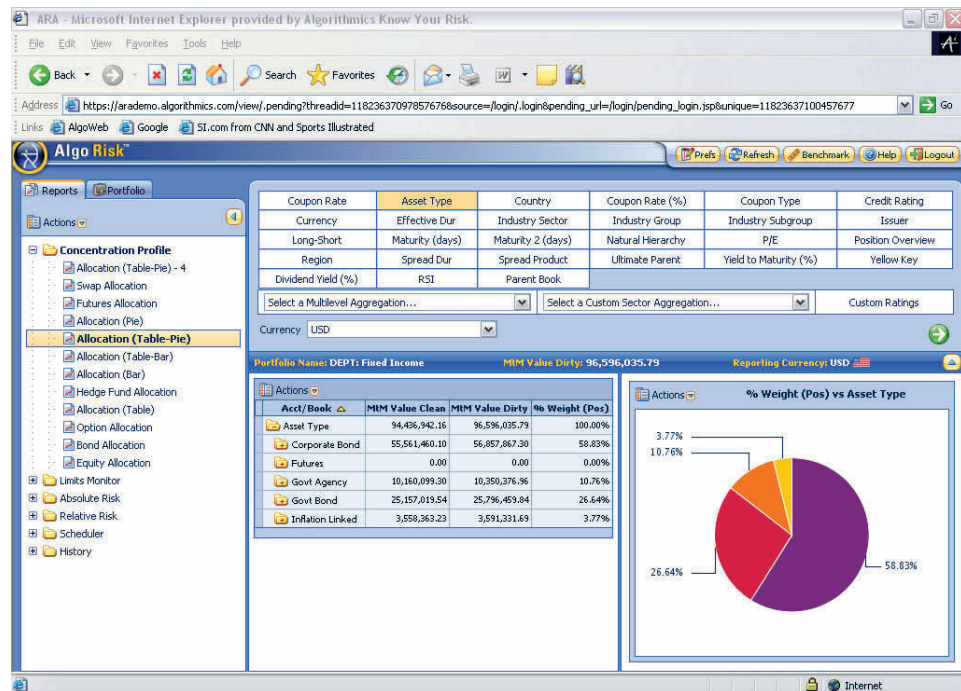 ARA - Microsoft Internet Explorer provided by Algorithmics Know Your Risk.
File Edit View Favorites Tools Help
Back Search Favorites
Address https://arademo.algorithmics.com/view/.pending?threadid=1182363709785767&source=/login/.login&pending_url=/login/pending_login.jsp&unique=11823637100457677 Go
Links AlgoWeb Google SI.com from CNN and Sports Illustrated
Algo Risk™ Prefs Refresh Benchmark Help Logout
Reports Portfolio
Actions
Concentration Profile
Allocation (Table-Pie) - 4
Swap Allocation
Futures Allocation
Allocation (Pie)
Allocation (Table-Pie)
Allocation (Table-Bar)
Allocation (Bar)
Hedge Fund Allocation
Allocation (Table)
Option Allocation
Bond Allocation
Equity Allocation
Limits Monitor
Absolute Risk
Relative Risk
Scheduler
History
Coupon Rate Asset Type Country Coupon Rate (%) Coupon Type Credit Rating
Currency Effective Dur Industry Sector Industry Group Industry Subgroup Issuer
Long-Short Maturity (days) Maturity 2 (days) Natural Hierarchy P/E Position Overview
Region Spread Dur Spread Product Ultimate Parent Yield to Maturity (%) Yellow Key
Dividend Yield (%) RSI Parent Book
Select a Multilevel Aggregation... Select a Custom Sector Aggregation... Custom Ratings
Currency USD
Portfolio Name: DEPT: Fixed Income MtM Value Dirty: 96,596,035.79 Reporting Currency: USD
Actions
Acct/Book MtM Value Clean MtM Value Dirty % Weight (Pos)
Asset Type 94,436,942.16 96,596,035.79 100.00%
Corporate Bond 55,561,460.10 56,857,867.30 58.83%
Futures 0.00 0.00 0.00%
Govt Agency 10,160,099.30 10,350,376.96 10.76%
Govt Bond 25,157,019.54 25,796,459.84 26.64%
Inflation Linked 3,558,363.23 3,591,331.69 3.77%
Actions % Weight (Pos) vs Asset Type
3.77%
10.76%
26.64%
58.83%
Internet